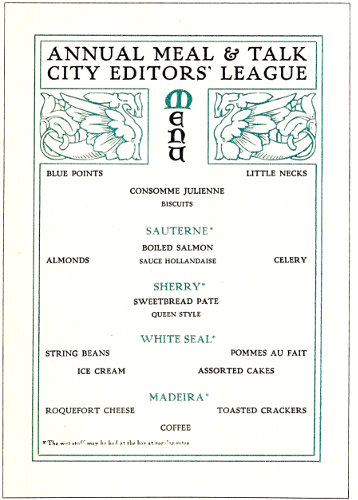 ANNUAL MEAL & TALK
CITY EDITORS' LEAGUE
MENU
BLUE POINTS LITTLE NECKS
CONSOMME JULIENNE
BISCUITS
SAUTERNE*
BOILED SALMON
ALMONDS SAUCE HOLLANDAISE CELERY
SHERRY*
SWEETBREAD PATE
QUEEN STYLE
WHITE SEAL*
STRING BEANS POMMES AU FAIT
ICE CREAM ASSORTED CAKES
MADEIRA*
ROQUEFORT CHEESE TOASTED CRACKERS
COFFEE
* The wet stuff may be had at the bar at regular rates